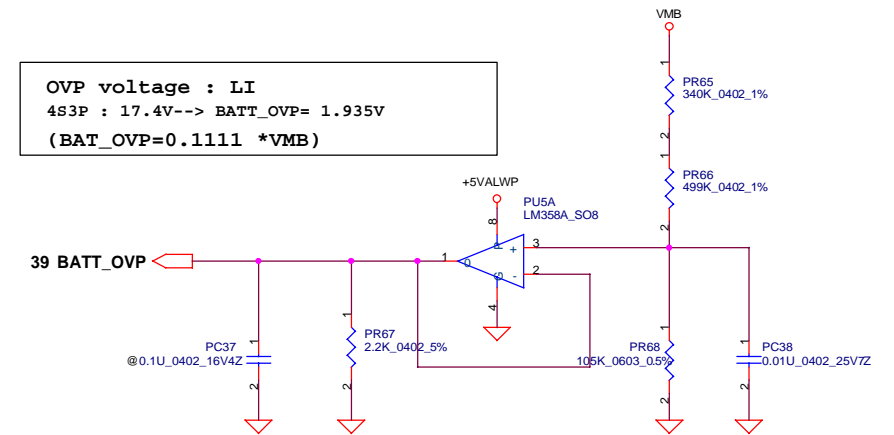 VMB
OVP voltage : LI
4S3P : 17.4V--> BATT_OVP= 1.935V
(BAT_OVP=0.1111 *VMB)
1
PR65
340K_0402_1%
2
1
PR66
499K_0402_1%
2
+5VALWP
PU5A
LM358A_SO8
8
P
+
3
39 BATT_OVP
1
0
-
2
G
4
1
PR67
2.2K_0402_5%
2
1
PC37
@0.1U_0402_16V4Z
2
1
PR68
105K_0603_0.5%
2
1
PC38
0.01U_0402_25V7Z
2